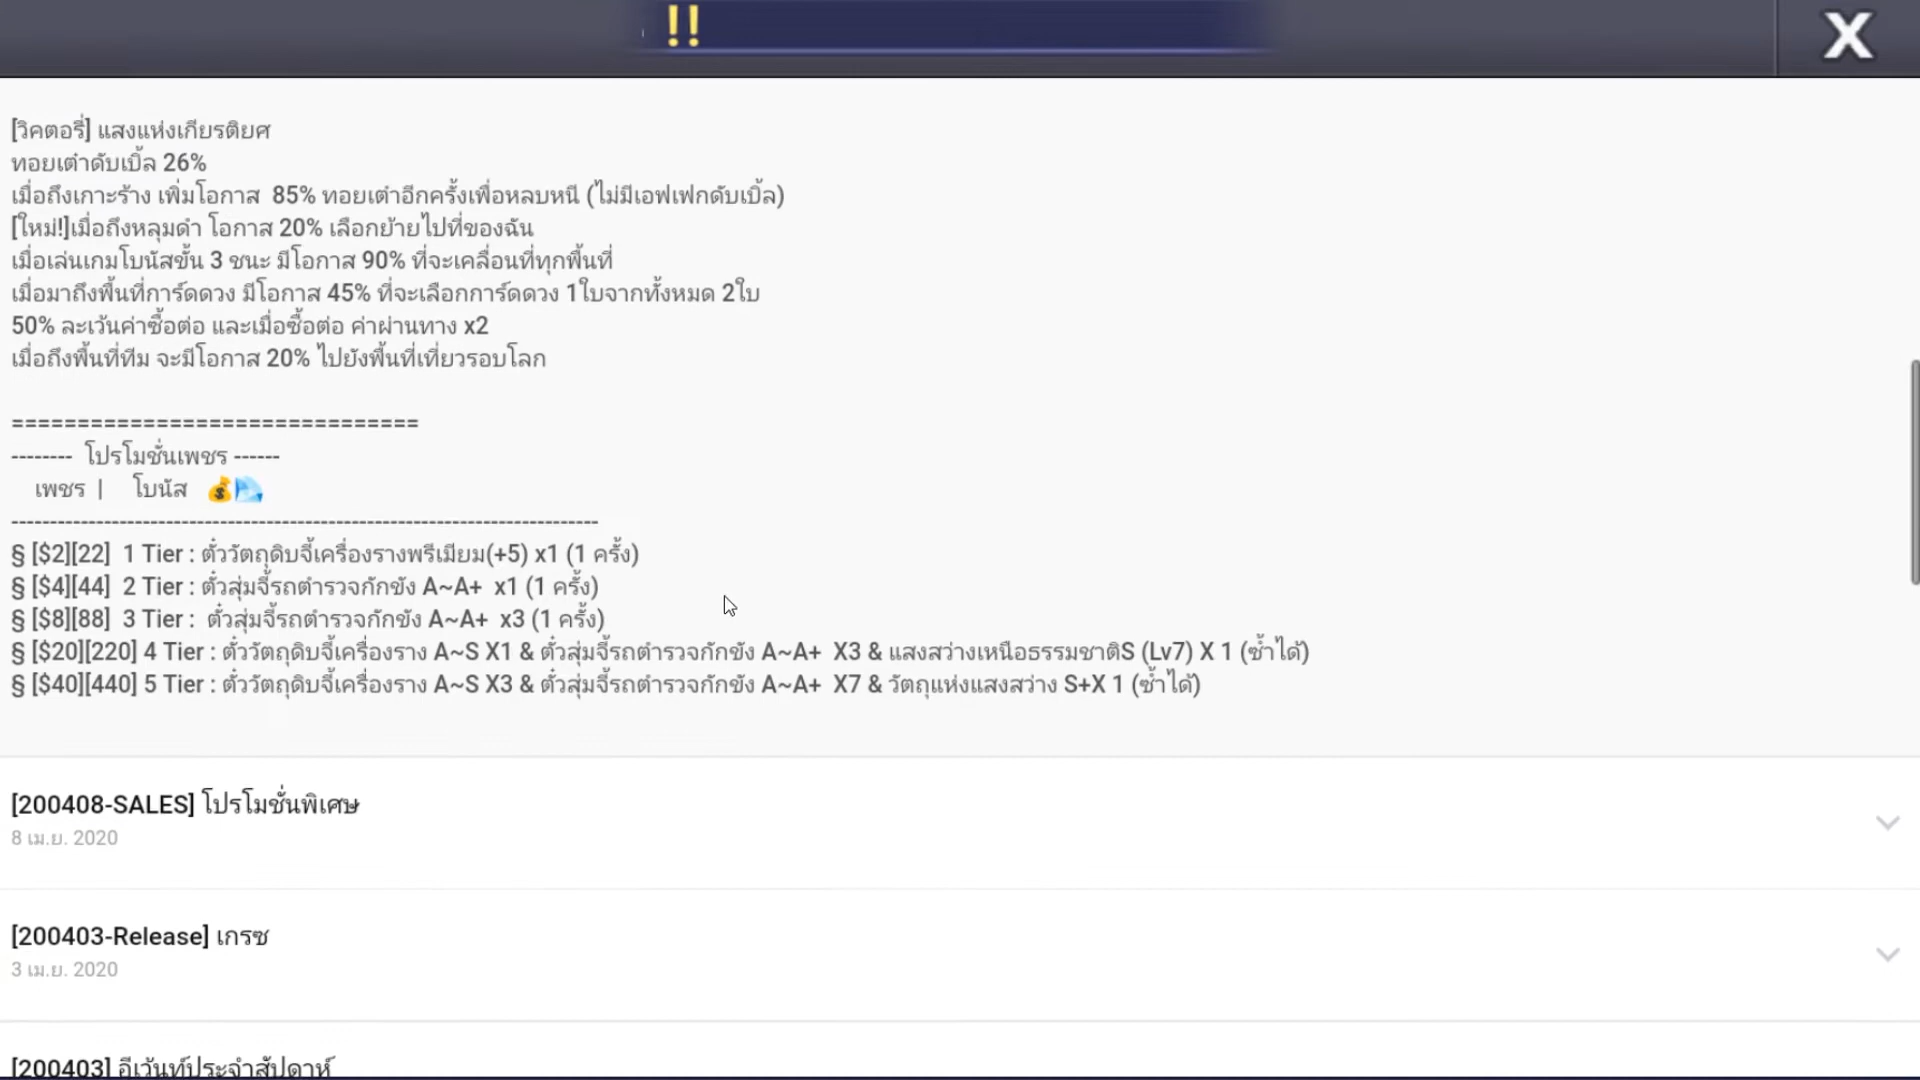 !!
X
[วิคตอรี่] แสงแห่งเกียรติยศ
ทอยเต๋าดับเบิ้ล 26%
เมื่อถึงเกาะร้าง เพิ่มโอกาส  85% ทอยเต๋าอีกครั้งเพื่อหลบหนี (ไม่มีเอฟเฟกดับเบิ้ล)
[ใหม่!]เมื่อถึงหลุมดำ โอกาส 20% เลือกย้ายไปที่ของฉัน
เมื่อเล่นเกมโบนัสขั้น 3 ชนะ มีโอกาส 90% ที่จะเคลื่อนที่ทุกพื้นที่
เมื่อมาถึงพื้นที่การ์ดดวง มีโอกาส 45% ที่จะเลือกการ์ดดวง 1ใบจากทั้งหมด 2ใบ
50% ละเว้นค่าซื้อต่อ และเมื่อซื้อต่อ ค่าผ่านทาง x2
เมื่อถึงพื้นที่ทีม จะมีโอกาส 20% ไปยังพื้นที่เที่ยวรอบโลก
===============================
-------- โปรโมชั่นเพชร ------
เพชร |    โบนัส  💰💎
-----------------------------------------------------------------------------
§ [$2][22]  1 Tier : ตั๋ววัตถุดิบจี้เครื่องรางพรีเมียม(+5) x1 (1 ครั้ง)
§ [$4][44]  2 Tier : ตั๋วสุ่มจี้รถตำรวจกักขัง A~A+  x1 (1 ครั้ง)
§ [$8][88]  3 Tier :  ตั๋วสุ่มจี้รถตำรวจกักขัง A~A+  x3 (1 ครั้ง)
§ [$20][220] 4 Tier : ตั๋ววัตถุดิบจี้เครื่องราง A~S X1 & ตั๋วสุ่มจี้รถตำรวจกักขัง A~A+  X3 & แสงสว่างเหนือธรรมชาติS (Lv7) X 1 (ซ้ำได้)
§ [$40][440] 5 Tier : ตั๋ววัตถุดิบจี้เครื่องราง A~S X3 & ตั๋วสุ่มจี้รถตำรวจกักขัง A~A+  X7 & วัตถุแห่งแสงสว่าง S+X 1 (ซ้ำได้)
[200408-SALES] โปรโมชั่นพิเศษ
8 เม.ย. 2020
[200403-Release] เกรซ
3 เม.ย. 2020
[200403] อีเว้นท์ประจำสัปดาห์